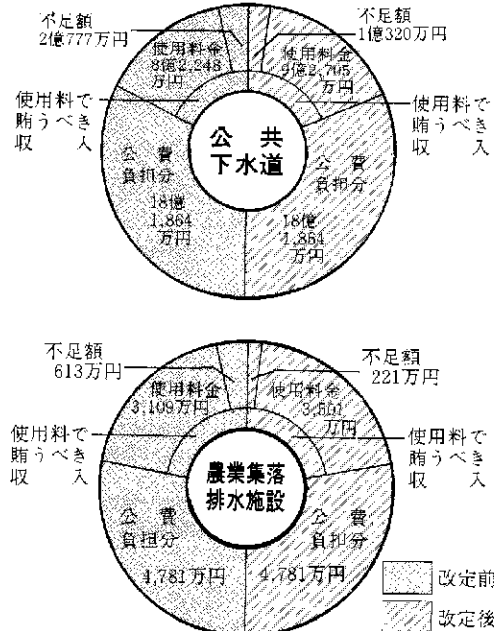 不足額
2億777万円
使用料金
8億2,248
万円
使用料で
賄うべき
収　　入
公　費
負担分
18億
1,864
万円
公　共
下水道
不足額
1億320万円
使用料金
9億2,705
万円
使用料で
賄うべき
収　　入
公　費
負担分
18億
1,864
万円
不足額
613万円
使用料金
3,109万円
使用料で
賄うべき
収　　入
公　費
負担分
4,781万円
農業集落
排水施設
不足額
221万円
使用料金
3,501
万円
使用料で
賄うべき
収　　入
公　費
負担分
4,781万円
改定前
改定後